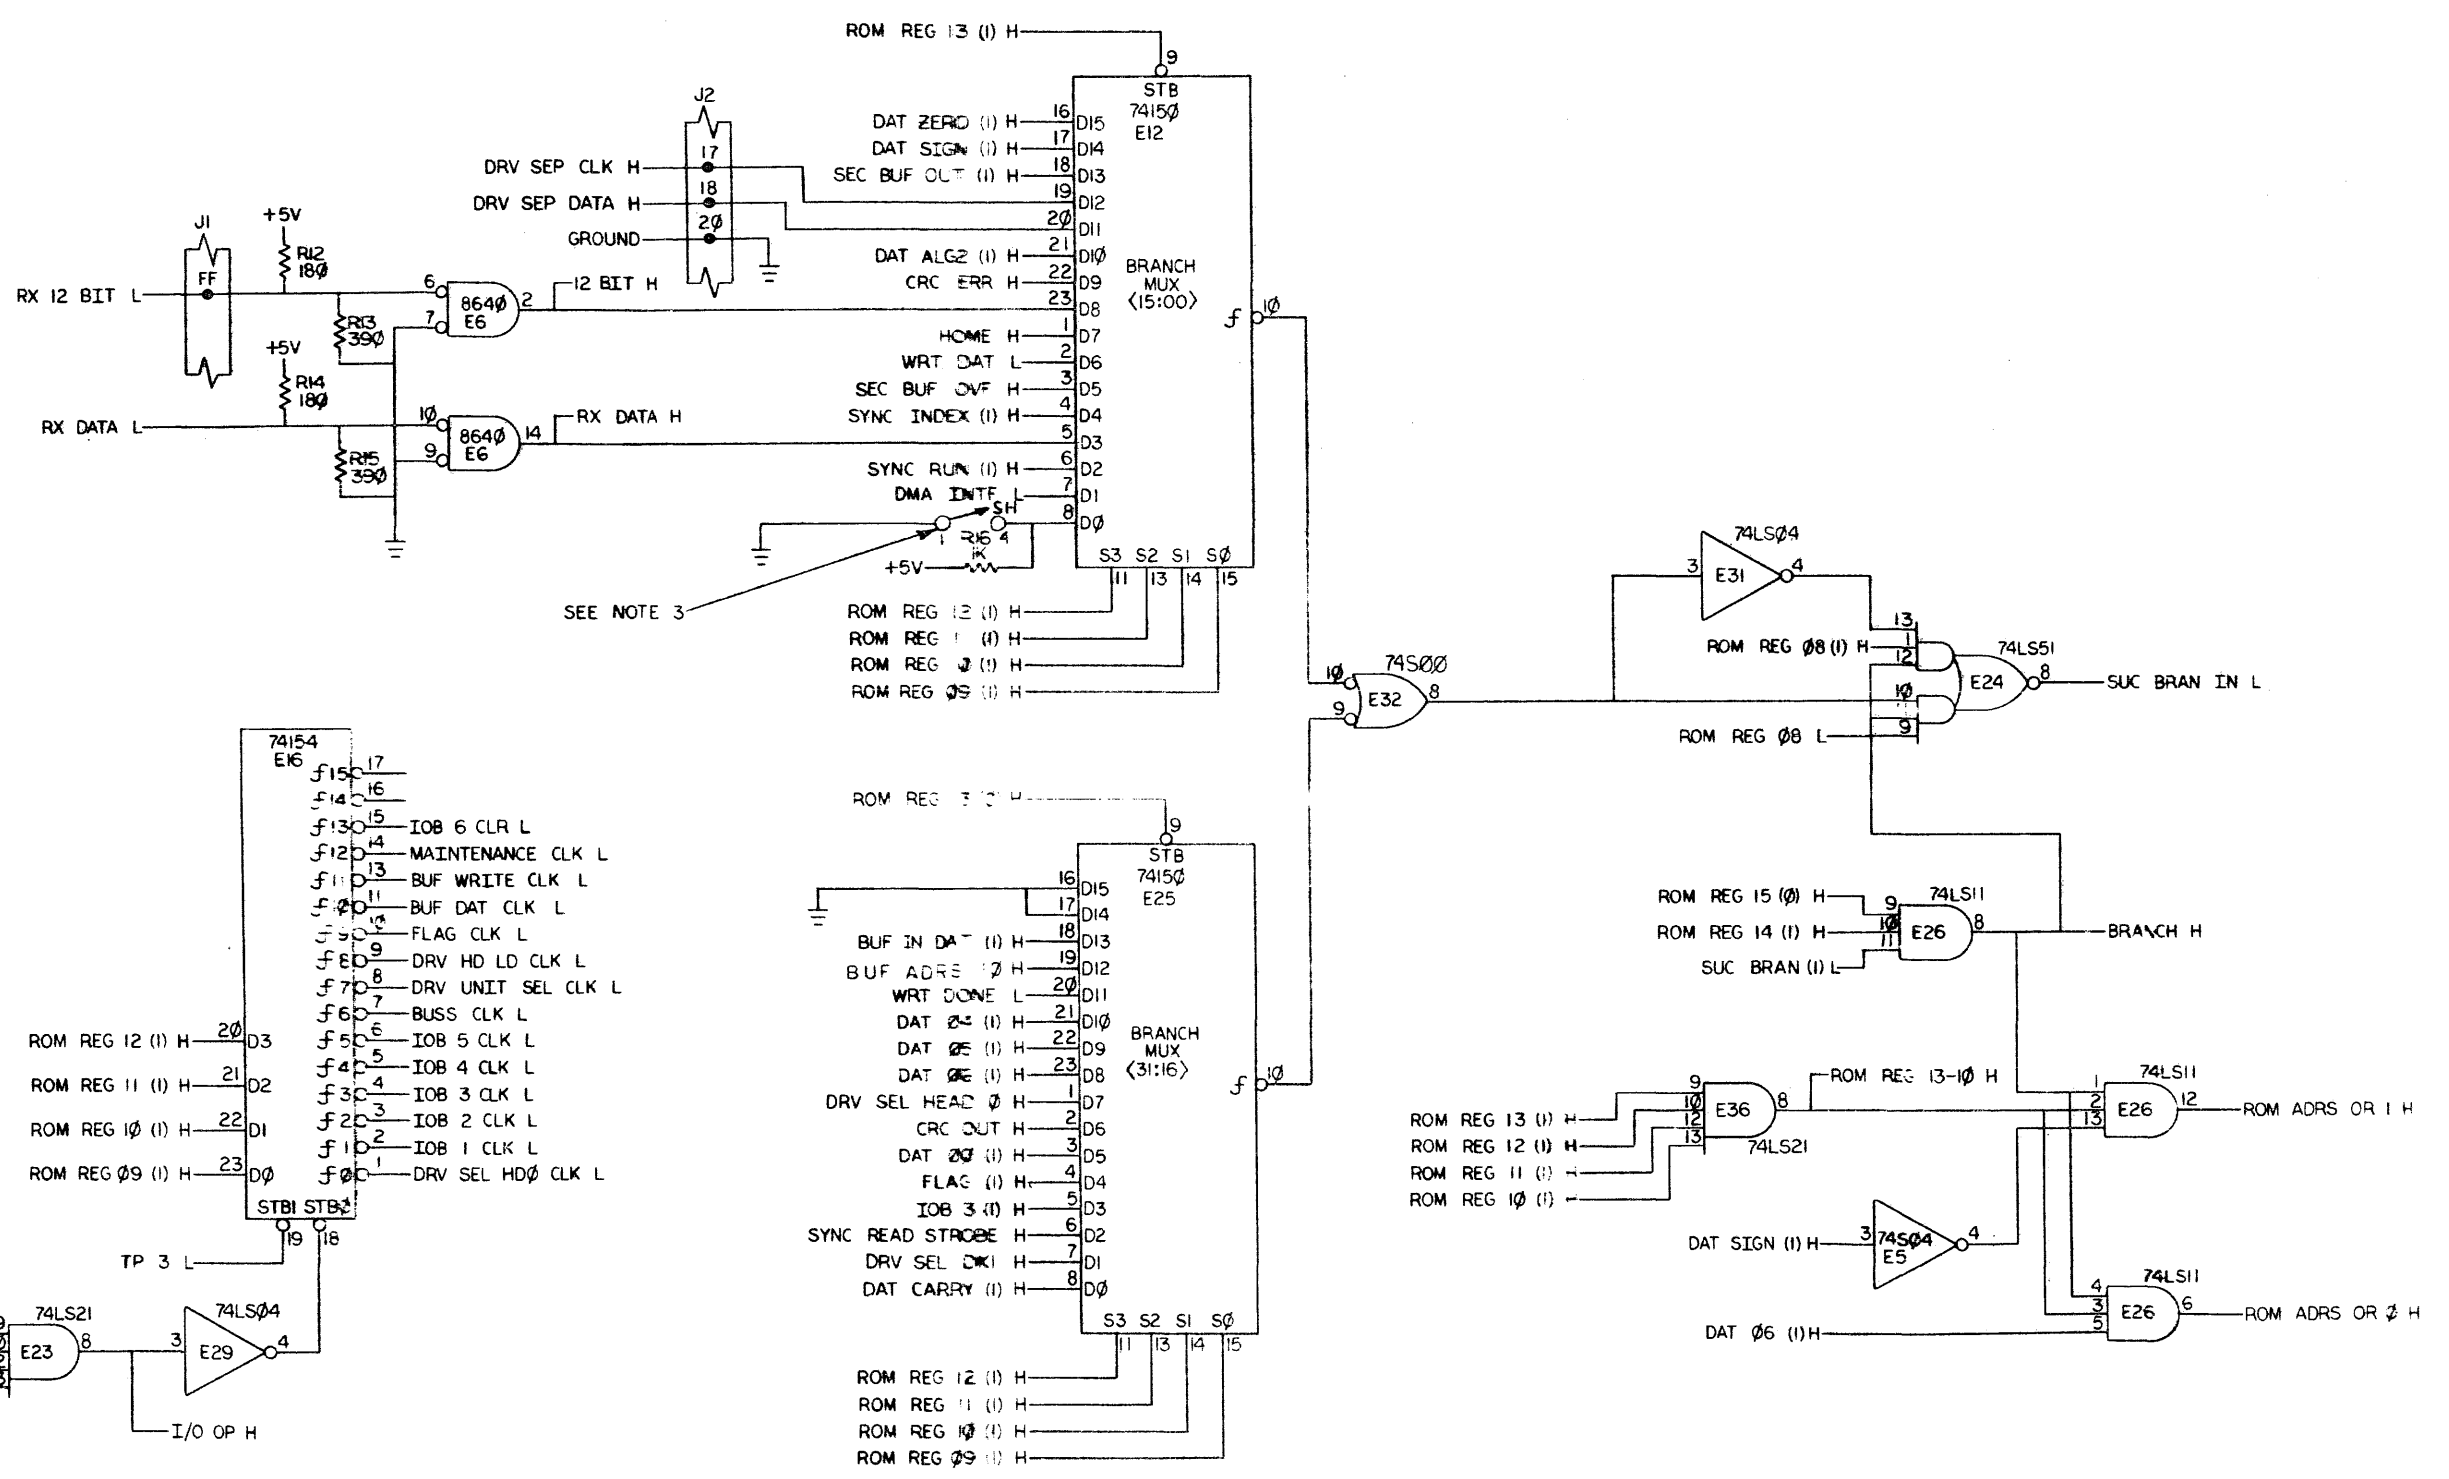 ROM REG 13 (1) H
9
STB
74150
E12
J2
DAT ZERO (1) H 16 D15
DAT SIGN (1) H 17 D14
DRV SEP CLK H 17
SEC BUF OUT (1) H 18 D13
19 D12
DRV SEP DATA H 18
20 D11
GROUND 20
DAT ALG2 (1) H 21 D10
CRC ERR H 22 D9
23 D8
BRANCH
MUX
<15:00>
f 10
J1
+5V
R12
180
FF
RX 12 BIT L
6
7
8640
E6
2
12 BIT H
R13
390
HOME H 1 D7
WRT DAT L 2 D6
SEC BUF OVF H 3 D5
SYNC INDEX (1) H 4 D4
5 D3
+5V
R14
180
RX DATA L
10
9
8640
E6
14
RX DATA H
R15
390
SYNC RUN (1) H 6 D2
DMA INTF L 7 D1
SH
8 D0
1 R16 4
1K
+5V
SEE NOTE 3
S3 S2 S1 S0
11 13 14 15
ROM REG 12 (1) H
ROM REG (1) H
ROM REG (1) H
ROM REG 09 (1) H
74LS04
3 E31 4
13
ROM REG 08 (1) H 1
12
74LS51
E24
8
SUC BRAN IN L
10
9
ROM REG 08 L
74S00
10
9
E32
8
74154
E16
f15 17
f14 16
f13 15 IOB 6 CLR L
f12 14 MAINTENANCE CLK L
f11 13 BUF WRITE CLK L
f10 11 BUF DAT CLK L
f9 10 FLAG CLK L
f8 9 DRV HD LD CLK L
f7 8 DRV UNIT SEL CLK L
f6 7 BUSS CLK L
f5 6 IOB 5 CLK L
f4 5 IOB 4 CLK L
f3 4 IOB 3 CLK L
f2 3 IOB 2 CLK L
f1 2 IOB 1 CLK L
f0 1 DRV SEL HD0 CLK L
ROM REG 12 (1) H 20 D3
ROM REG 11 (1) H 21 D2
ROM REG 10 (1) H 22 D1
ROM REG 09 (1) H 23 D0
STB1 STB2
19 18
TP 3 L
74LS21
E23
8
74LS04
3 E29 4
I/O OP H
ROM REG H
9
STB
74150
E25
16 D15
17 D14
BUF IN DAT (1) H 18 D13
BUF ADRS H 19 D12
WRT DONE L 20 D11
DAT (1) H 21 D10
DAT 05 (1) H 22 D9
DAT (1) H 23 D8
DRV SEL HEAD 0 H 1 D7
CRC OUT H 2 D6
DAT (1) H 3 D5
FLAG (1) H 4 D4
IOB 3 (1) H 5 D3
SYNC READ STROBE H 6 D2
DRV SEL DK1 H 7 D1
DAT CARRY (1) H 8 D0
BRANCH
MUX
<31:16>
f 10
S3 S2 S1 S0
11 13 14 15
ROM REG 12 (1) H
ROM REG 11 (1) H
ROM REG 10 (1) H
ROM REG 09 (1) H
ROM REG 15 (0) H 9
ROM REG 14 (1) H 10
SUC BRAN (1) L 11
74LS11
E26
8
BRANCH H
ROM REG 13 (1) H 9
ROM REG 12 (1) H 10
ROM REG 11 (1) H 12
ROM REG 10 (1) H 13
E36
8
74LS21
ROM REG 13-10 H
74LS11
1
2
13
E26
12
ROM ADRS OR 1 H
DAT SIGN (1) H 3
74S04
E5
4
74LS11
4
3
5
E26
6
ROM ADRS OR 0 H
DAT 06 (1) H